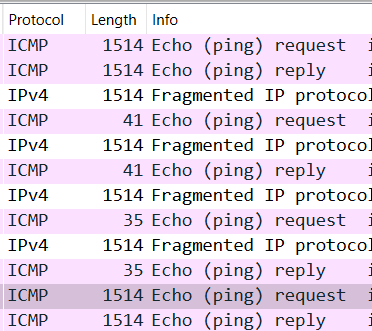 Protocol Length Info
ICMP 1514 Echo (ping) request i
ICMP 1514 Echo (ping) reply i
IPv4 1514 Fragmented IP protocol
ICMP 41 Echo (ping) request i
IPv4 1514 Fragmented IP protocol
ICMP 41 Echo (ping) reply i
IPv4 1514 Fragmented IP protocol
ICMP 35 Echo (ping) request i
IPv4 1514 Fragmented IP protocol
ICMP 35 Echo (ping) reply i
ICMP 1514 Echo (ping) request i
ICMP 1514 Echo (ping) reply i